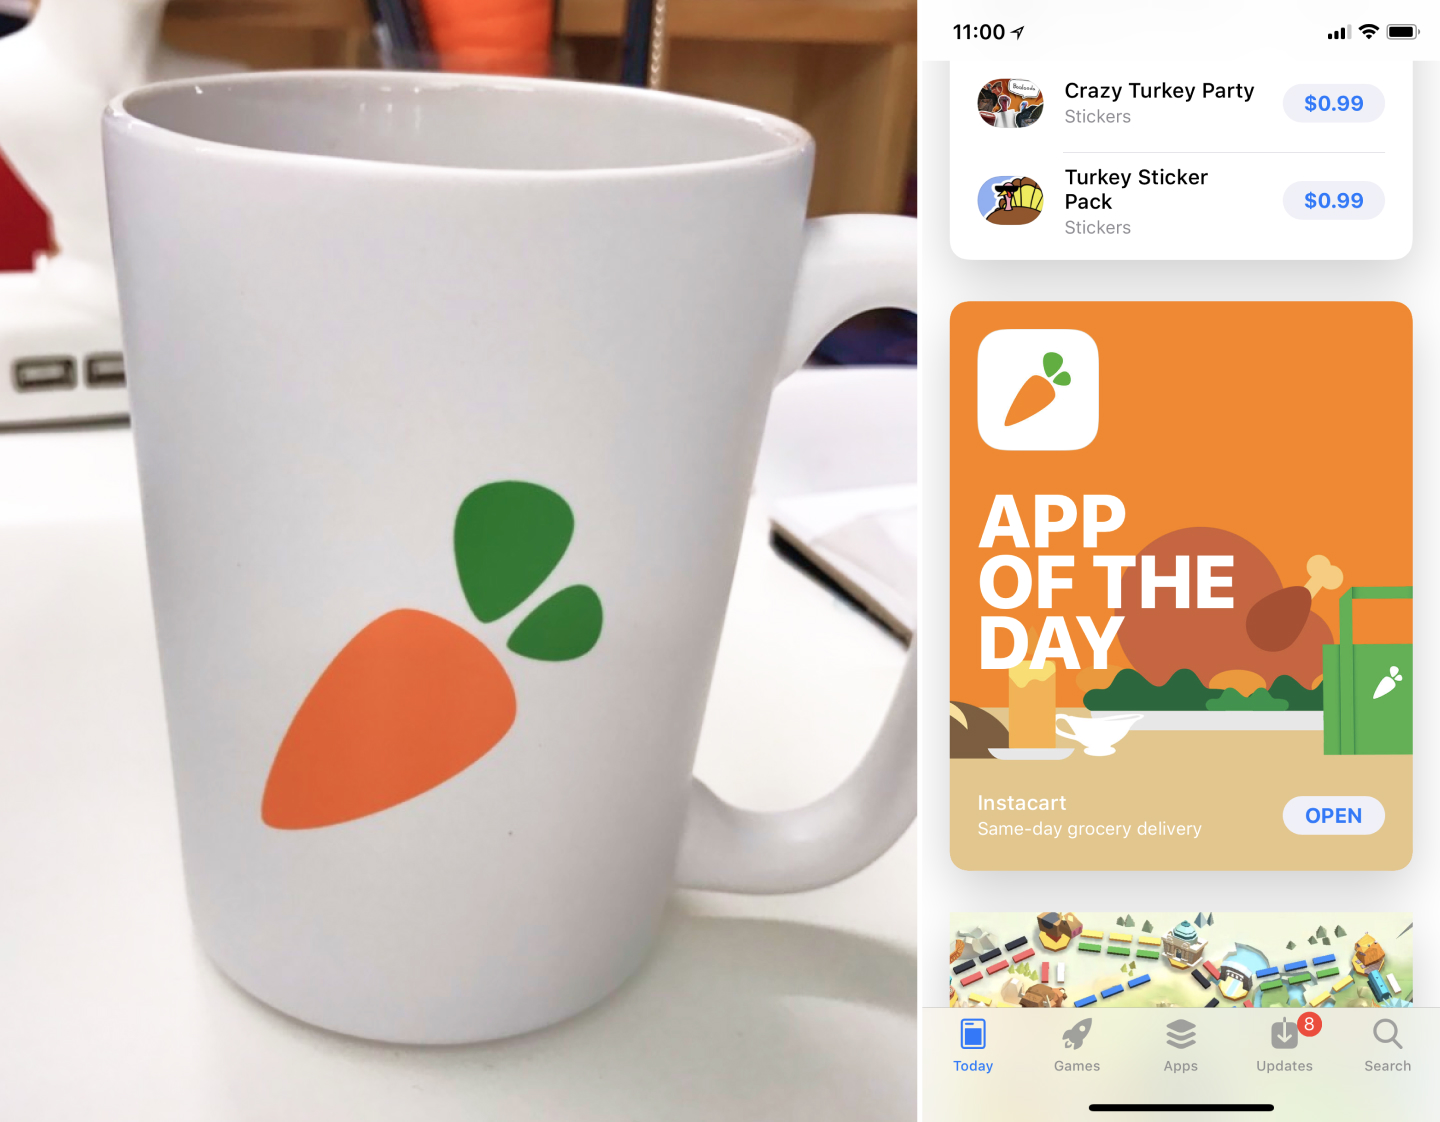 11:00
Crazy Turkey Party
Stickers
$0.99
Turkey Sticker
Pack
Stickers
$0.99
APP
OF THE
DAY
Instacart
Same-day grocery delivery
OPEN
8
Today
Games
Apps
Updates
Search